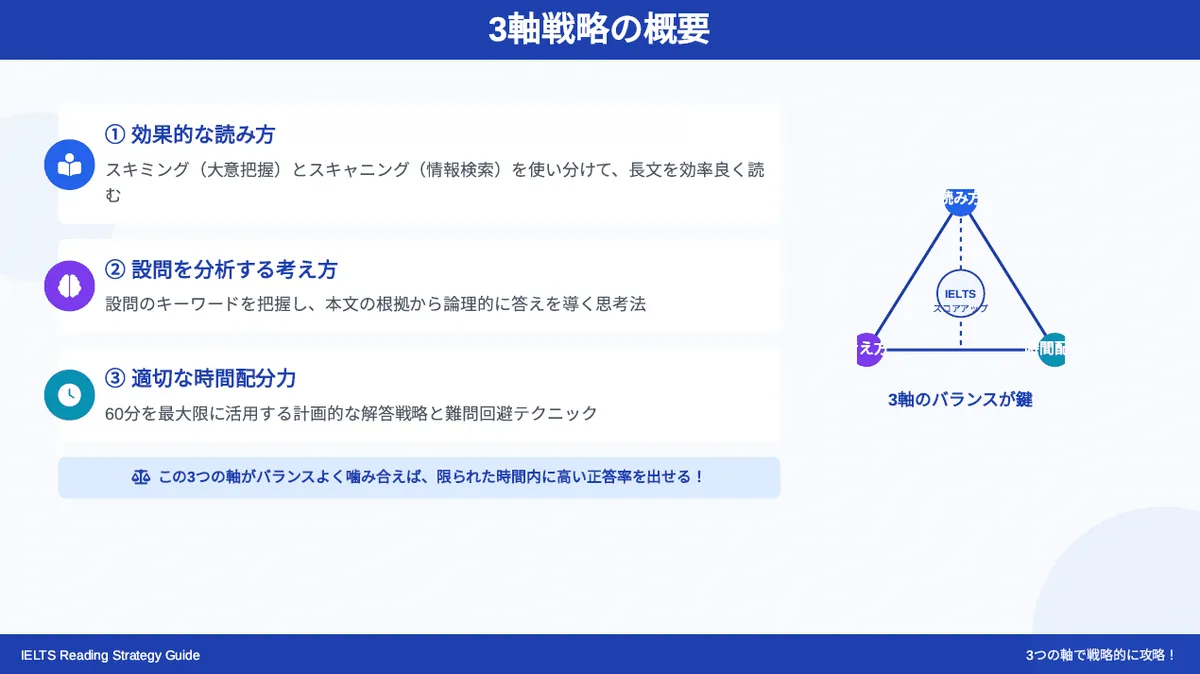 3軸戦略の概要
① 効果的な読み方
スキミング（大意把握）とスキャニング（情報検索）を使い分けて、長文を効率良く読
む
② 設問を分析する考え方
設問のキーワードを把握し、本文の根拠から論理的に答えを導く思考法
③ 適切な時間配分力
60分を最大限に活用する計画的な解答戦略と難問回避テクニック
この3つの軸がバランスよく噛み合えば、限られた時間内に高い正答率を出せる！
読み方
IELTS
スコアアップ
え方
時間配
3軸のバランスが鍵
IELTS Reading Strategy Guide
3つの軸で戦略的に攻略！